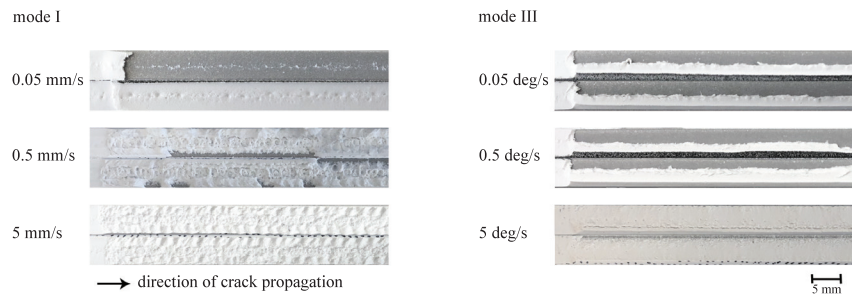 mode I
0.05 mm/s
0.5 mm/s
5 mm/s
direction of crack propagation
mode III
0.05 deg/s
0.5 deg/s
5 deg/s
5 mm